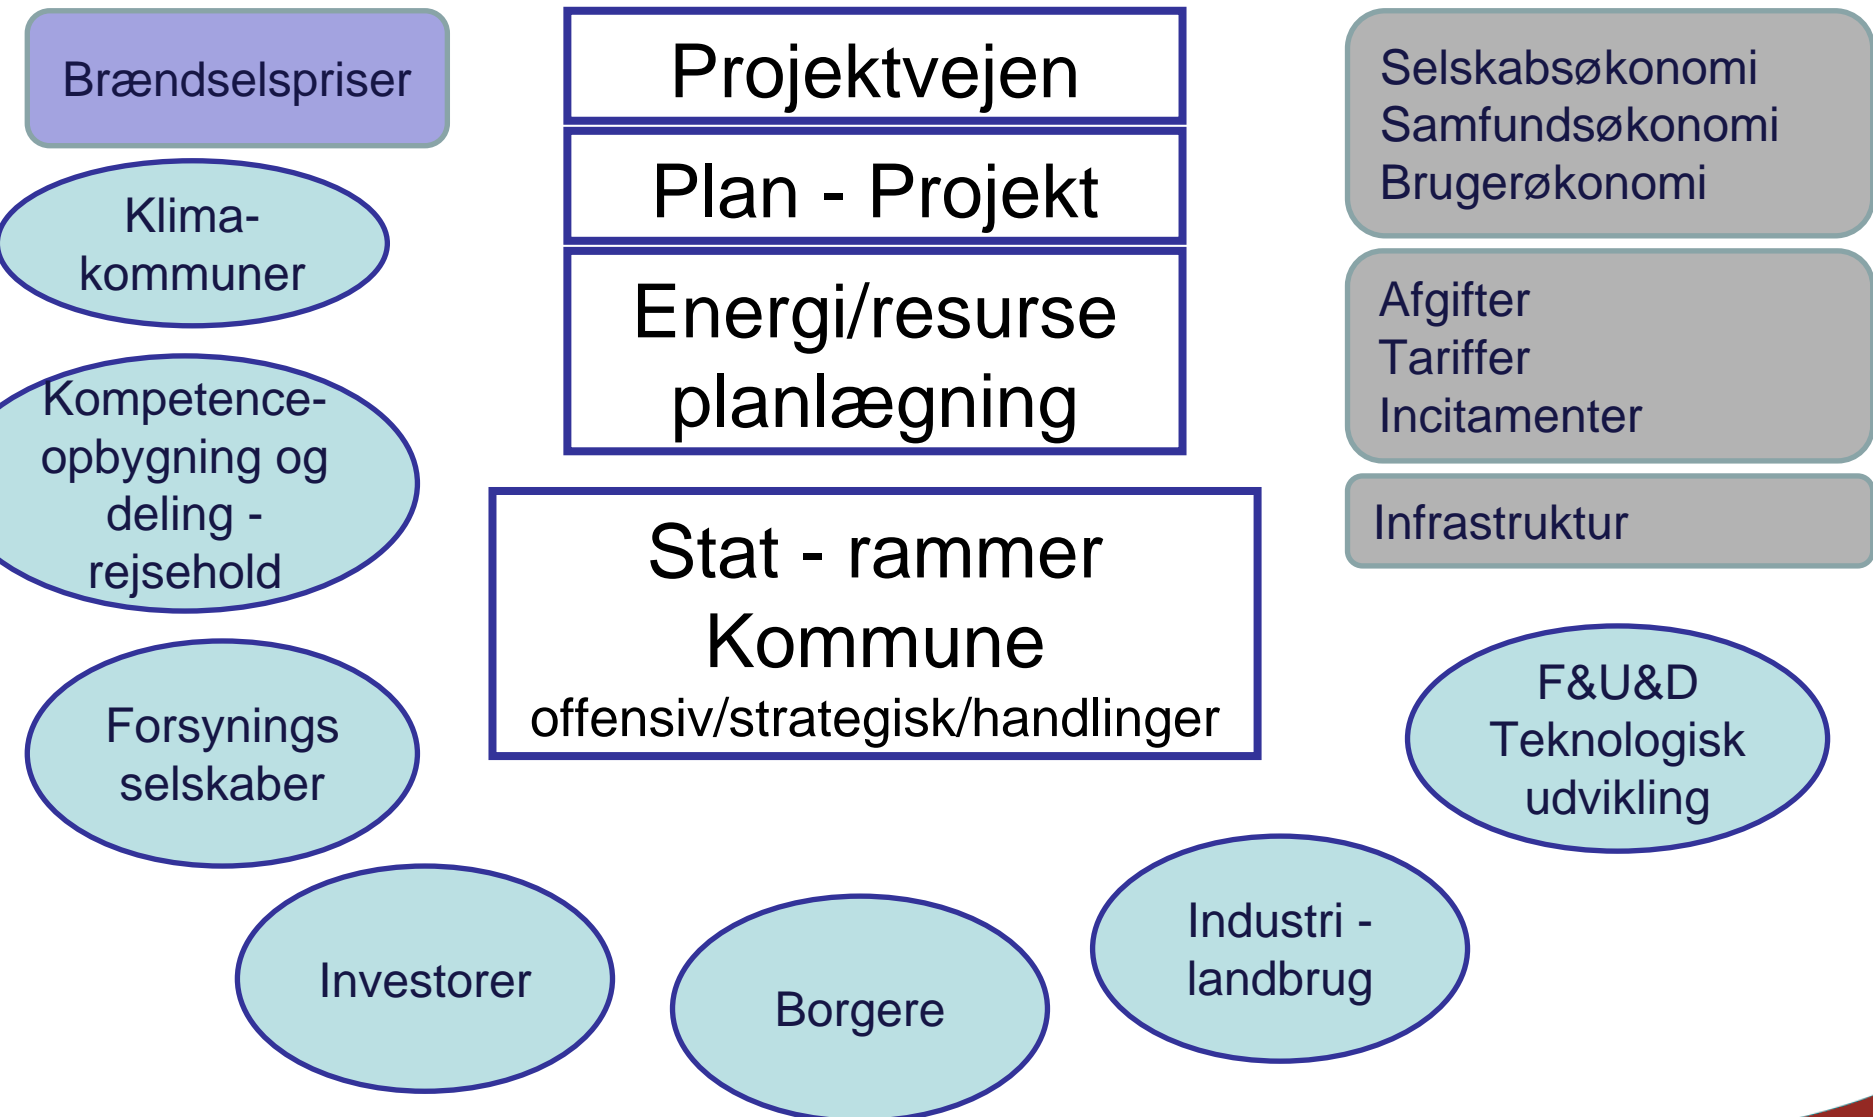 Brændselspriser
Projektvejen
Plan - Projekt
Energi/resurse
planlægning
Selskabsøkonomi
Samfundsøkonomi
Brugerøkonomi
Afgifter
Tariffer
Incitamenter
Infrastruktur
Klima-
kommuner
Kompetence-
opbygning og
deling -
rejsehold
Stat - rammer
Kommune
offensiv/strategisk/handlinger
Forsynings
selskaber
Investorer
Borgere
Industri -
landbrug
F&U&D
Teknologisk
udvikling